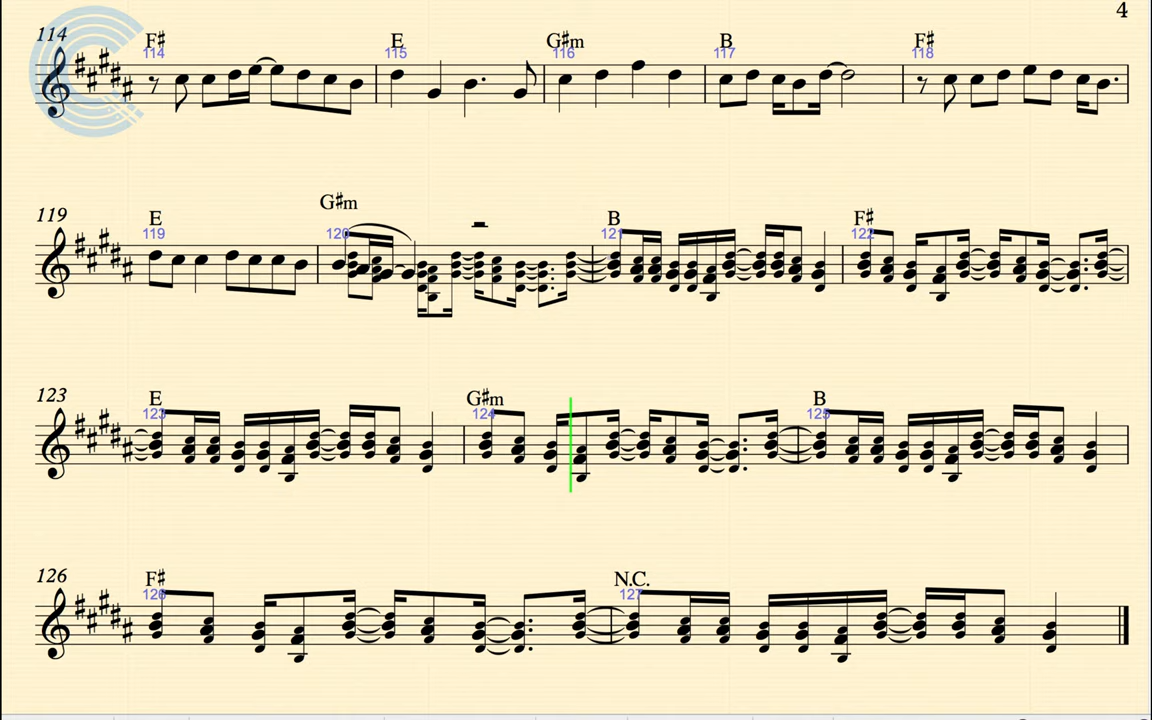 4
114 F# E G#m B F#
114 115 116 117 118
119 E G#m B F#
119 120 121 122
123 E G#m B
123 124 125
126 F# N.C.
126 127